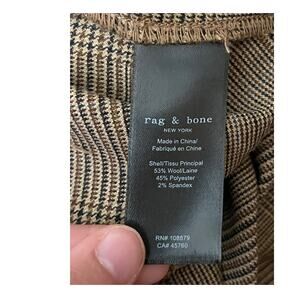 rag & bone
NEW YORK
Made in China/
Fabriqué en Chine
Shell/Tissu Principal
53% Wool/Laine
45% Polyester
2% Spandex
RN# 108879
CA# 45760